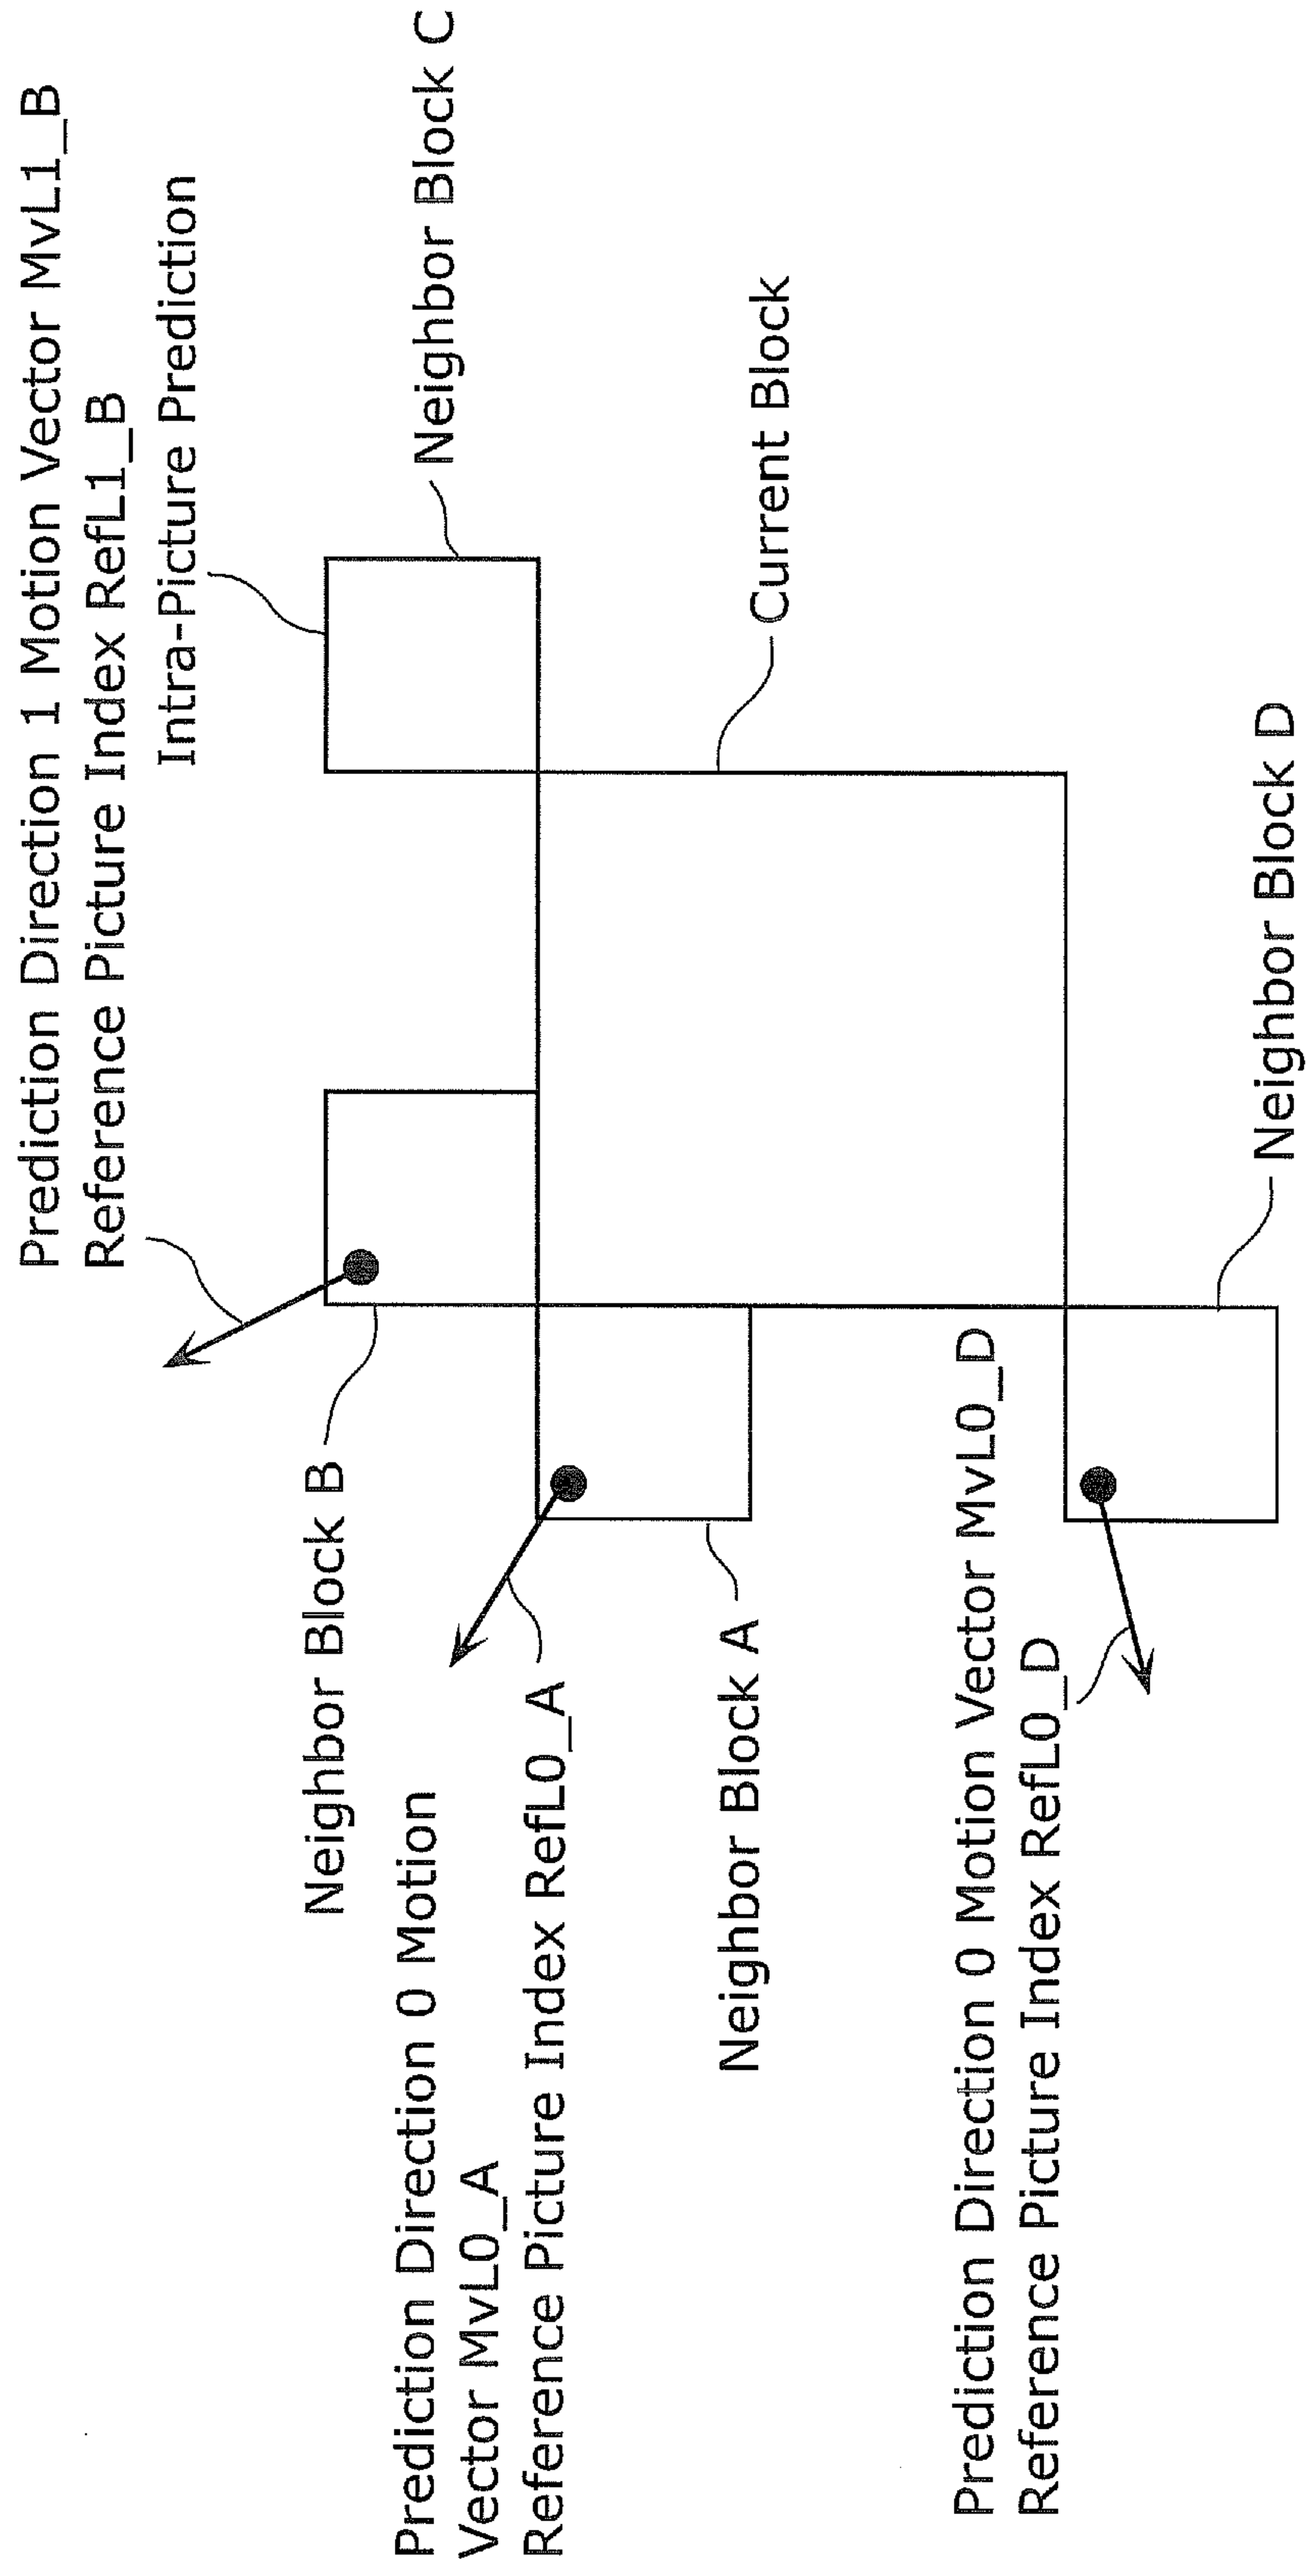 Prediction Direction 1 Motion Vector MvL1_B
Reference Picture Index RefL1_B
Intra-Picture Prediction
Neighbor Block B
Neighbor Block C
Prediction Direction 0 Motion
Vector MvL0_A
Reference Picture Index RefL0_A
Neighbor Block A
Current Block
Prediction Direction 0 Motion Vector MvL0_D
Reference Picture Index RefL0_D
Neighbor Block D